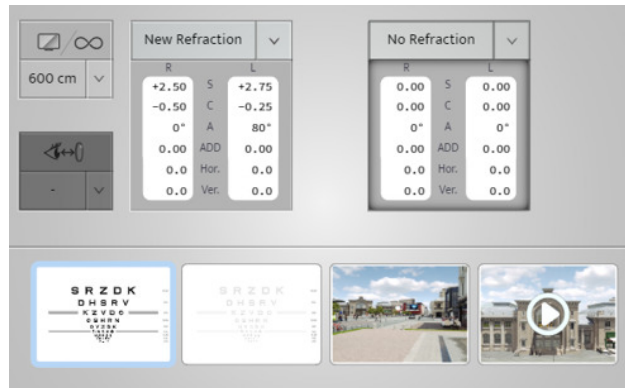 New Refraction
No Refraction
600 cm
R L
+2.50 S +2.75
-0.50 C -0.25
0° A 80°
0.00 ADD 0.00
0.0 Hor. 0.0
0.0 Ver. 0.0
-
R L
0.00 S 0.00
0.00 C 0.00
0° A 0°
0.00 ADD 0.00
0.0 Hor. 0.0
0.0 Ver. 0.0
S R Z D K
D H S R V
K Z V D C
S R Z D K
D H S R V